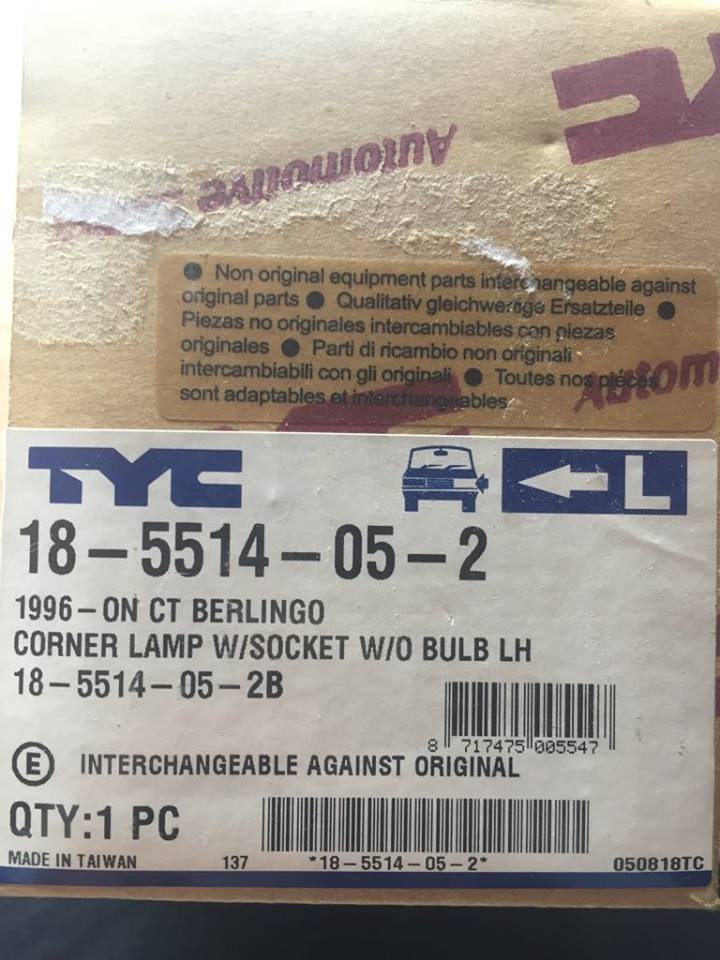 Automotive
● Non original equipment parts interchangeable against
original parts ● Qualitativ gleichwertige Ersatzteile ●
Piezas no originales intercambiables con piezas
originales ● Parti di ricambio non originali
intercambiabili con gli originali ● Toutes nos pièces
sont adaptables et interchangeables
Autom
TYC
L
18-5514-05-2
1996-ON CT BERLINGO
CORNER LAMP W/SOCKET W/O BULB LH
18-5514-05-2B
8 717475 005547
E INTERCHANGEABLE AGAINST ORIGINAL
QTY:1 PC
MADE IN TAIWAN 137 *18-5514-05-2* 050818TC